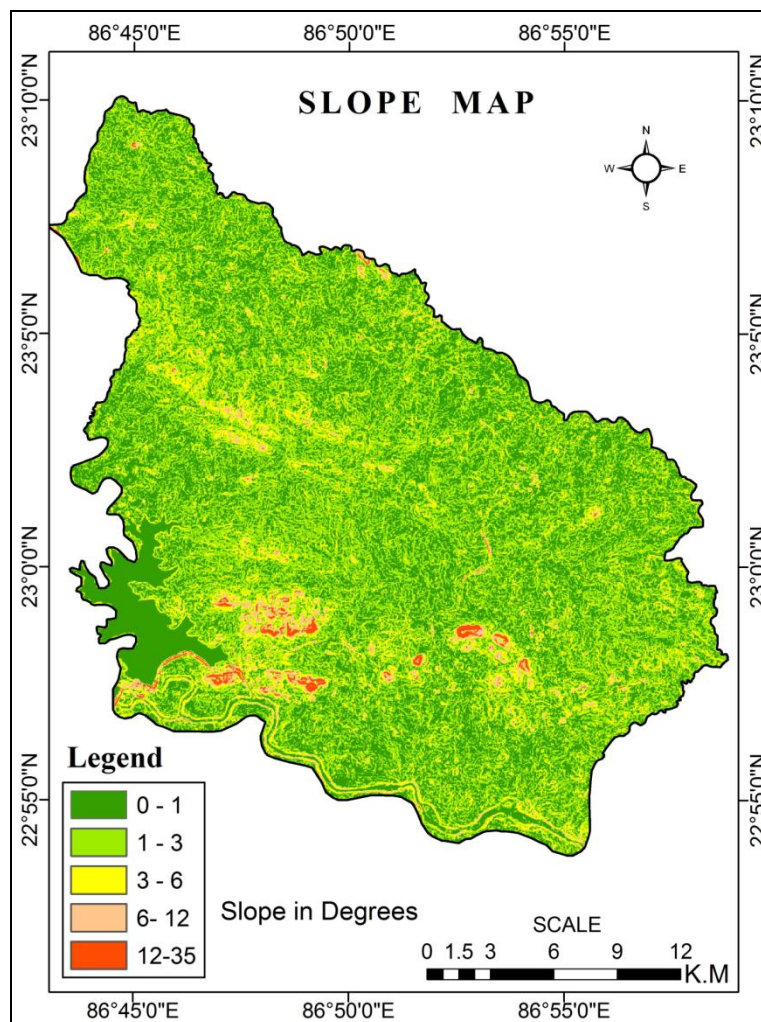 86°45'0"E 86°50'0"E 86°55'0"E
SLOPE MAP
N
W E
S
23°10'0"N 23°10'0"N
23°5'0"N 23°5'0"N
23°0'0"N 23°0'0"N
22°55'0"N 22°55'0"N
Legend
0 - 1
1 - 3
3 - 6
6- 12
12-35
Slope in Degrees
SCALE
0 1.5 3 6 9 12
K.M
86°45'0"E 86°50'0"E 86°55'0"E